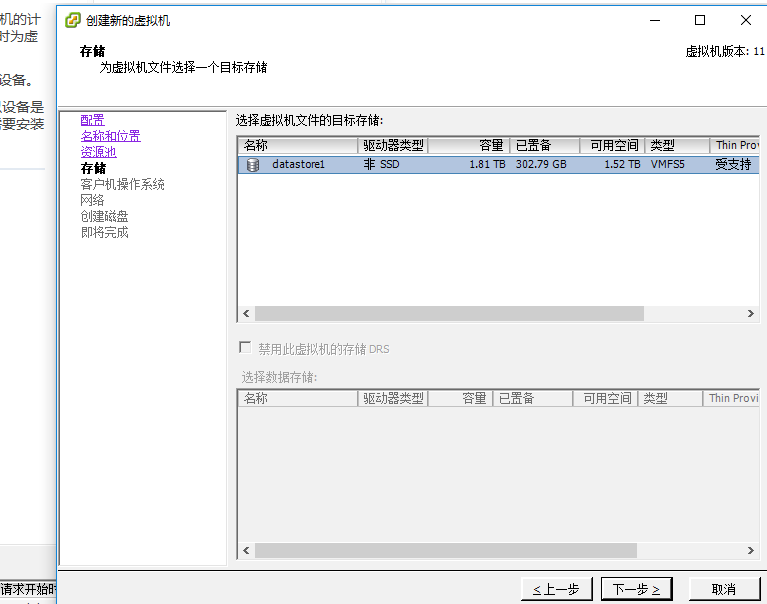 创建新的虚拟机
机的计
时为虚
设备。
设备是
要安装
请求开始时
存储
为虚拟机文件选择一个目标存储
虚拟机版本: 11
配置
名称和位置
资源池
存储
客户机操作系统
网络
创建磁盘
即将完成
选择虚拟机文件的目标存储:
名称 驱动器类型 容量 已置备 可用空间 类型 Thin Prov
datastore1 非 SSD 1.81 TB 302.79 GB 1.52 TB VMFS5 受支持
禁用此虚拟机的存储 DRS
选择数据存储:
名称 驱动器类型 容量 已置备 可用空间 类型 Thin Provi
≤上一步 下一步 ≥ 取消